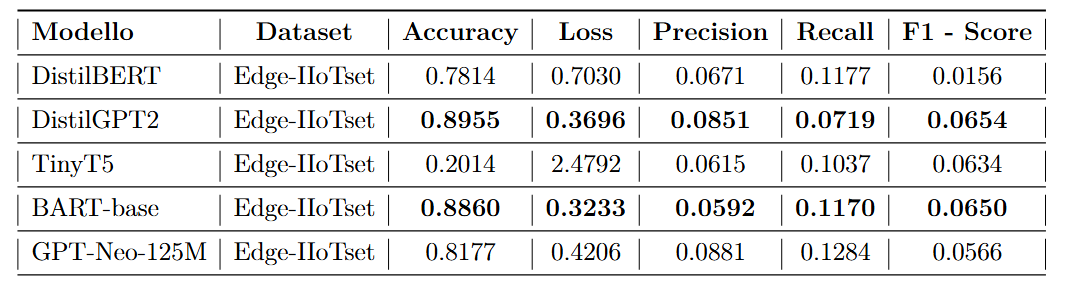 Modello Dataset Accuracy Loss Precision Recall F1 - Score
DistilBERT Edge-IIoTset 0.7814 0.7030 0.0671 0.1177 0.0156
DistilGPT2 Edge-IIoTset 0.8955 0.3696 0.0851 0.0719 0.0654
TinyT5 Edge-IIoTset 0.2014 2.4792 0.0615 0.1037 0.0634
BART-base Edge-IIoTset 0.8860 0.3233 0.0592 0.1170 0.0650
GPT-Neo-125M Edge-IIoTset 0.8177 0.4206 0.0881 0.1284 0.0566